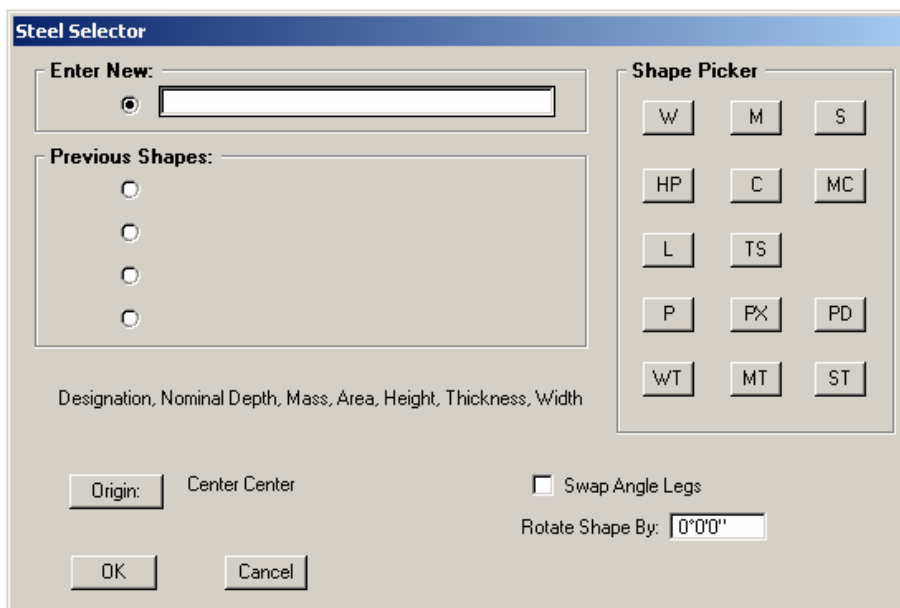 Steel Selector
Enter New:
Previous Shapes:
Designation, Nominal Depth, Mass, Area, Height, Thickness, Width
Shape Picker
W M S
HP C MC
L TS
P PX PD
WT MT ST
Origin: Center Center
Swap Angle Legs
Rotate Shape By: 0°0'0"
OK Cancel